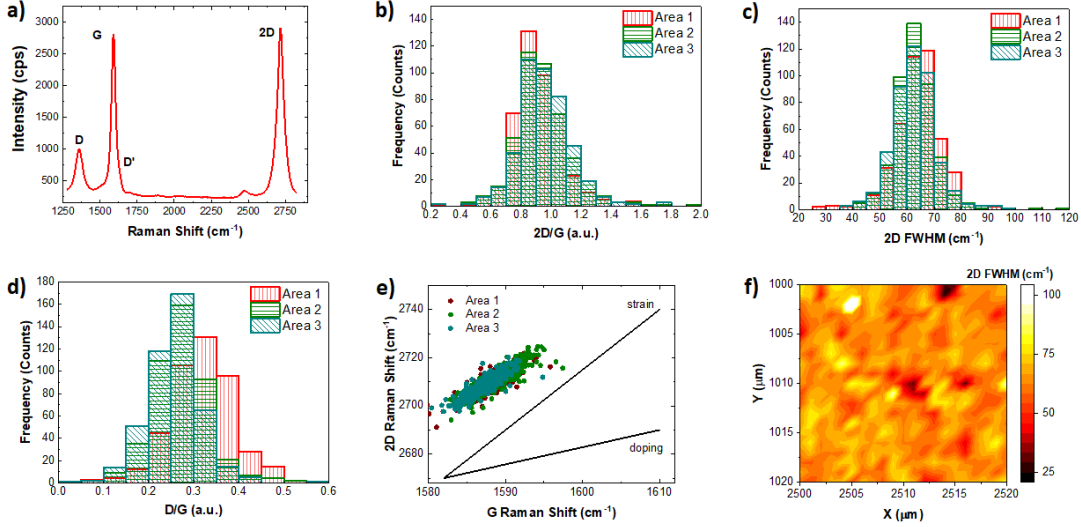 a)
3000
2500
2000
1500
1000
500
Intensity (cps)
D
G
D'
2D
1250
1500
1750
2000
2250
2500
2750
Raman Shift (cm-1)
b)
140
120
100
80
60
40
20
0
Frequency (Counts)
Area 1
Area 2
Area 3
0.2
0.4
0.6
0.8
1.0
1.2
1.4
1.6
1.8
2.0
2D/G (a.u.)
c)
140
120
100
80
60
40
20
0
Frequency (Counts)
Area 1
Area 2
Area 3
20
30
40
50
60
70
80
90
100
110
120
2D FWHM (cm-1)
d)
180
160
140
120
100
80
60
40
20
0
Frequency (Counts)
Area 1
Area 2
Area 3
0.0
0.1
0.2
0.3
0.4
0.5
0.6
D/G (a.u.)
e)
2740
2720
2700
2680
2D Raman Shift (cm-1)
Area 1
Area 2
Area 3
strain
doping
1580
1590
1600
1610
G Raman Shift (cm-1)
f)
2D FWHM (cm-1)
1000
1005
1010
1016
1020
Y (μm)
2500
2505
2510
2515
2520
X (μm)
100
75
50
25